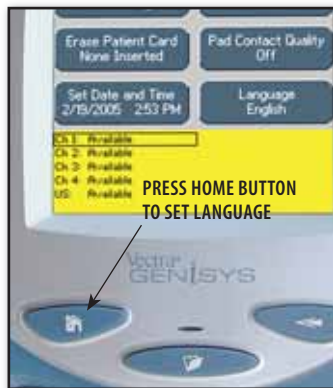 Erase Patient Card
None Inserted
Pad Contact Quality
Off
Set Date and Time
2/19/2005 2:53 PM
Language
English
Ch 1: Available
Ch 2: Available
Ch 3: Available
Ch 4: Available
US: Available
PRESS HOME BUTTON
TO SET LANGUAGE
Vectra
GENiSYS